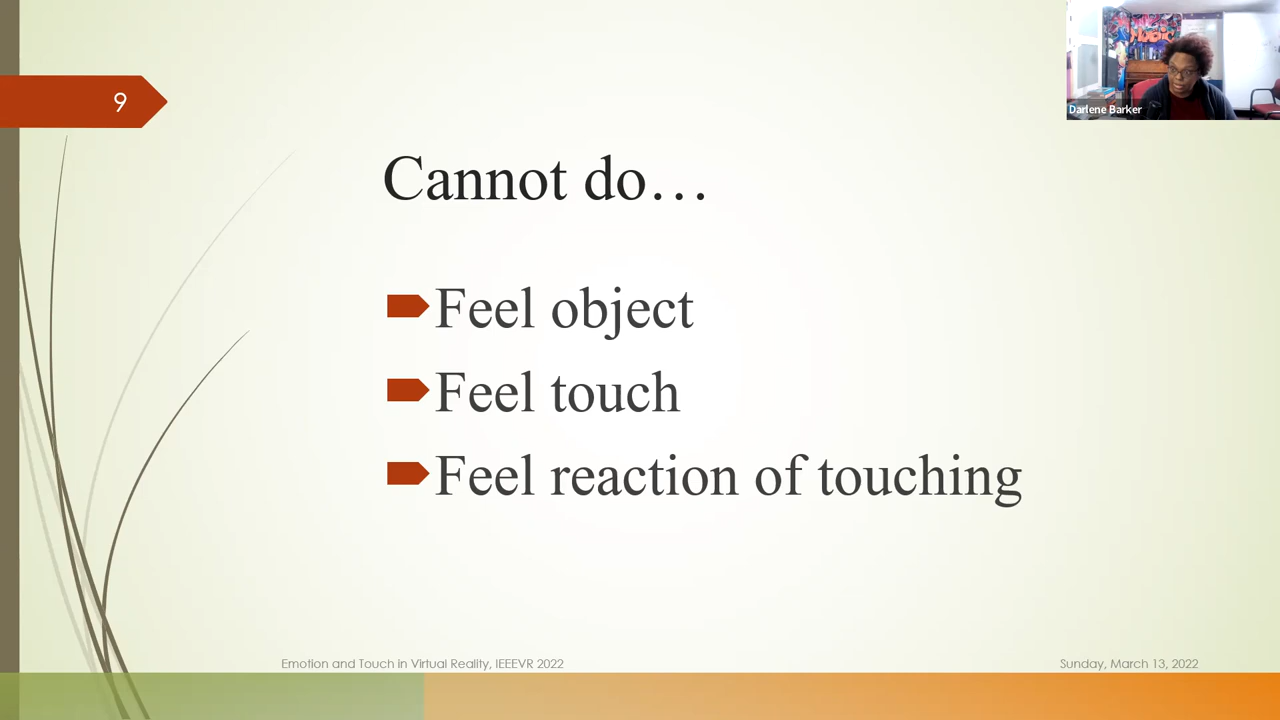 9
Darlene Barker
Cannot do…
Feel object
Feel touch
Feel reaction of touching
Emotion and Touch in Virtual Reality, IEEEVR 2022
Sunday, March 13, 2022